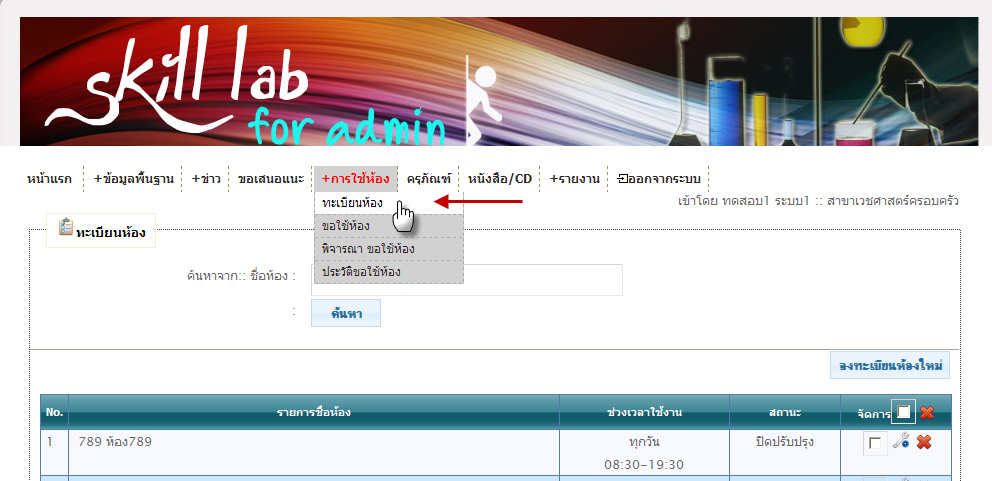 skill lab
for admin
หน้าแรก +ข้อมูลพื้นฐาน +ข่าว ขอเสนอแนะ +การใช้ห้อง ครุภัณฑ์ หนังสือ/CD +รายงาน ออกจากระบบ
ทะเบียนห้อง
เข้าโดย ทดสอบ1 ระบบ1 :: สาขาเวชศาสตร์ครอบครัว
ขอใช้ห้อง
ทะเบียนห้อง
พิจารณา ขอใช้ห้อง
ค้นหาจาก:: ชื่อห้อง :
ประวัติขอใช้ห้อง
:
ค้นหา
ลงทะเบียนห้องใหม่
No. รายการชื่อห้อง ช่วงเวลาใช้งาน สถานะ จัดการ
1 789 ห้อง789 ทุกวัน ปิดปรับปรุง
08:30-19:30